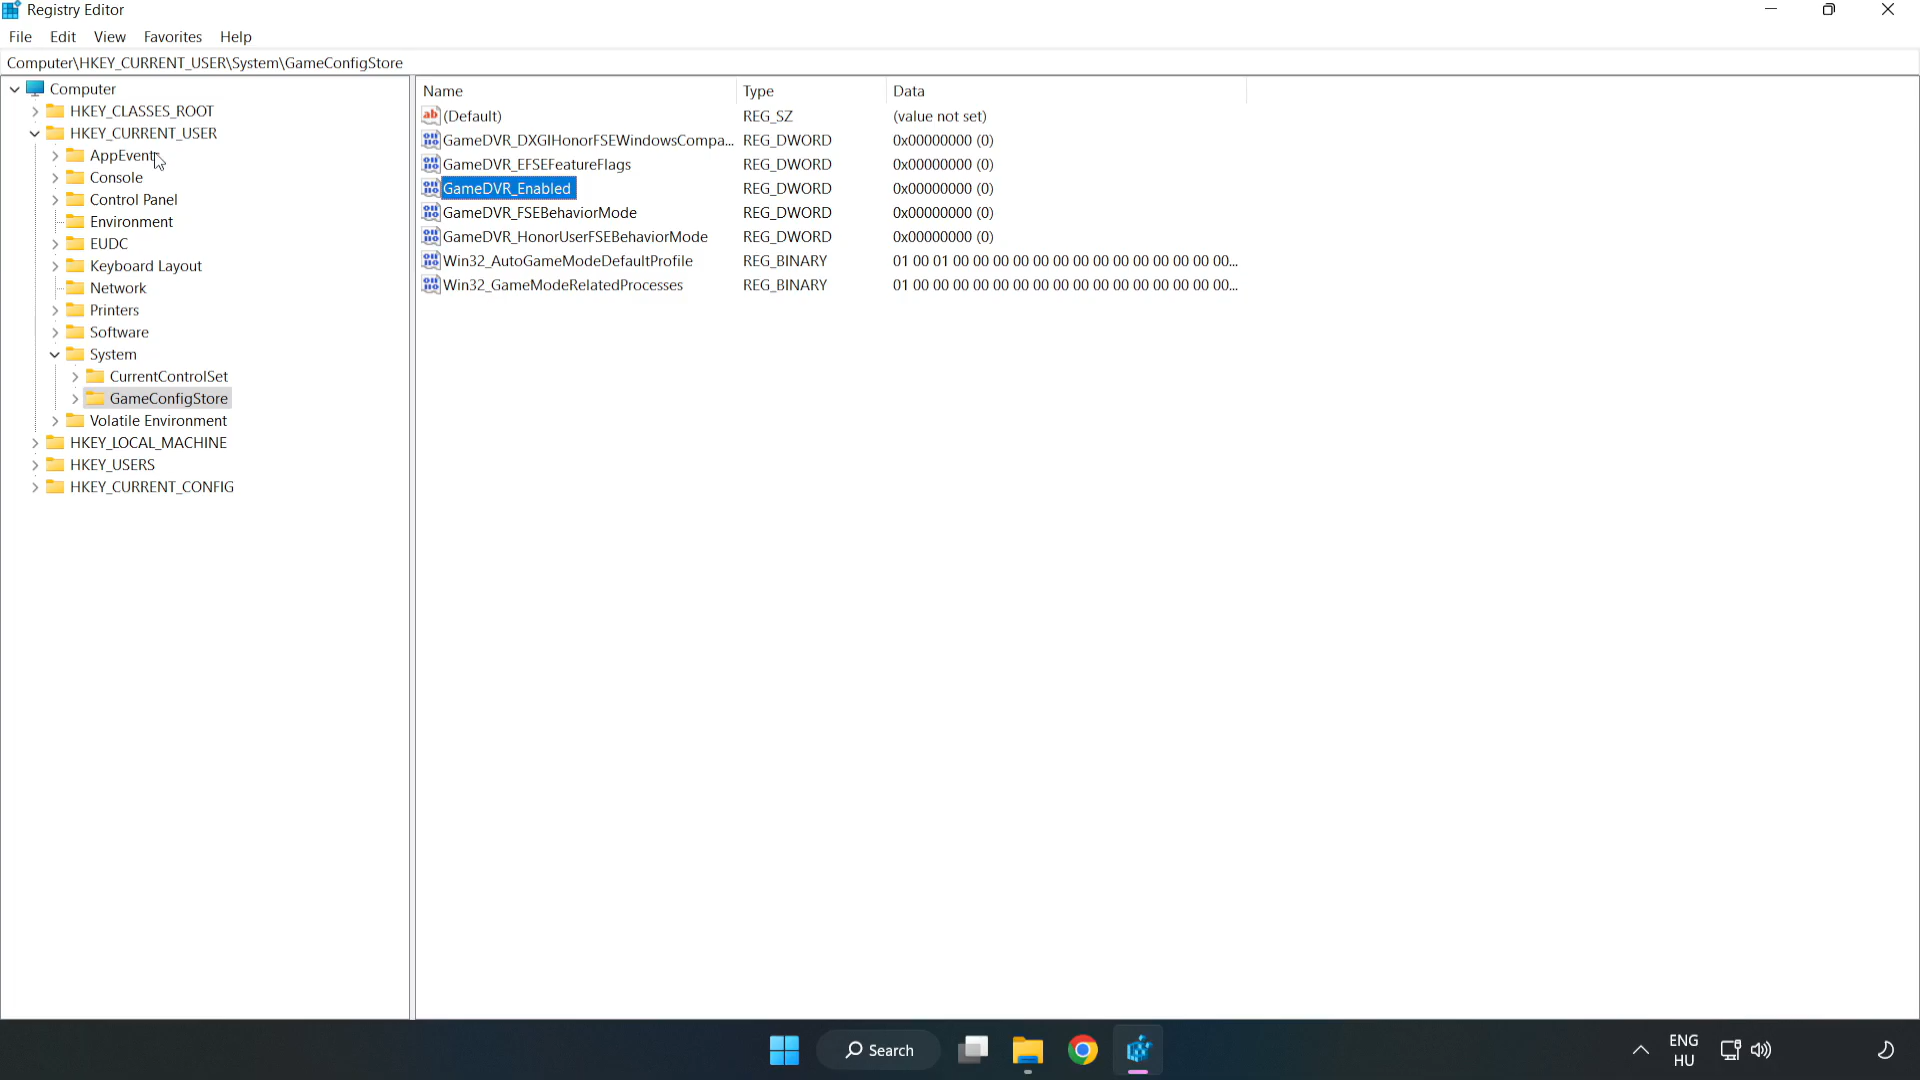 Registry Editor
File Edit View Favorites Help
Computer\HKEY_CURRENT_USER\System\GameConfigStore
Computer
HKEY_CLASSES_ROOT
HKEY_CURRENT_USER
AppEvents
Console
Control Panel
Environment
EUDC
Keyboard Layout
Network
Printers
Software
System
CurrentControlSet
GameConfigStore
Volatile Environment
HKEY_LOCAL_MACHINE
HKEY_USERS
HKEY_CURRENT_CONFIG
Name Type Data
(Default) REG_SZ (value not set)
GameDVR_DXGIHonorFSEWindowsCompa... REG_DWORD 0x00000000 (0)
GameDVR_EFSEFeatureFlags REG_DWORD 0x00000000 (0)
GameDVR_Enabled REG_DWORD 0x00000000 (0)
GameDVR_FSEBehaviorMode REG_DWORD 0x00000000 (0)
GameDVR_HonorUserFSEBehaviorMode REG_DWORD 0x00000000 (0)
Win32_AutoGameModeDefaultProfile REG_BINARY 01 00 01 00 00 00 00 00 00 00 00 00 00 00 00 00 00...
Win32_GameModeRelatedProcesses REG_BINARY 01 00 00 00 00 00 00 00 00 00 00 00 00 00 00 00 00...
Search
ENG
HU